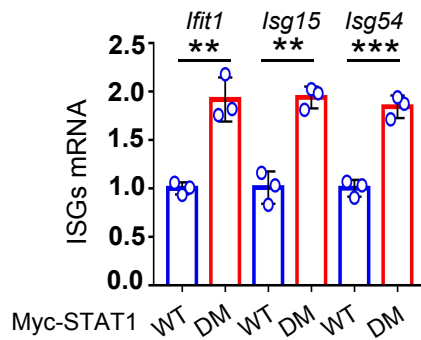 Ifit1 Isg15 Isg54
** ** ***
ISGs mRNA
2.5
2.0
1.5
1.0
0.5
0.0
Myc-STAT1 WT DM WT DM WT DM